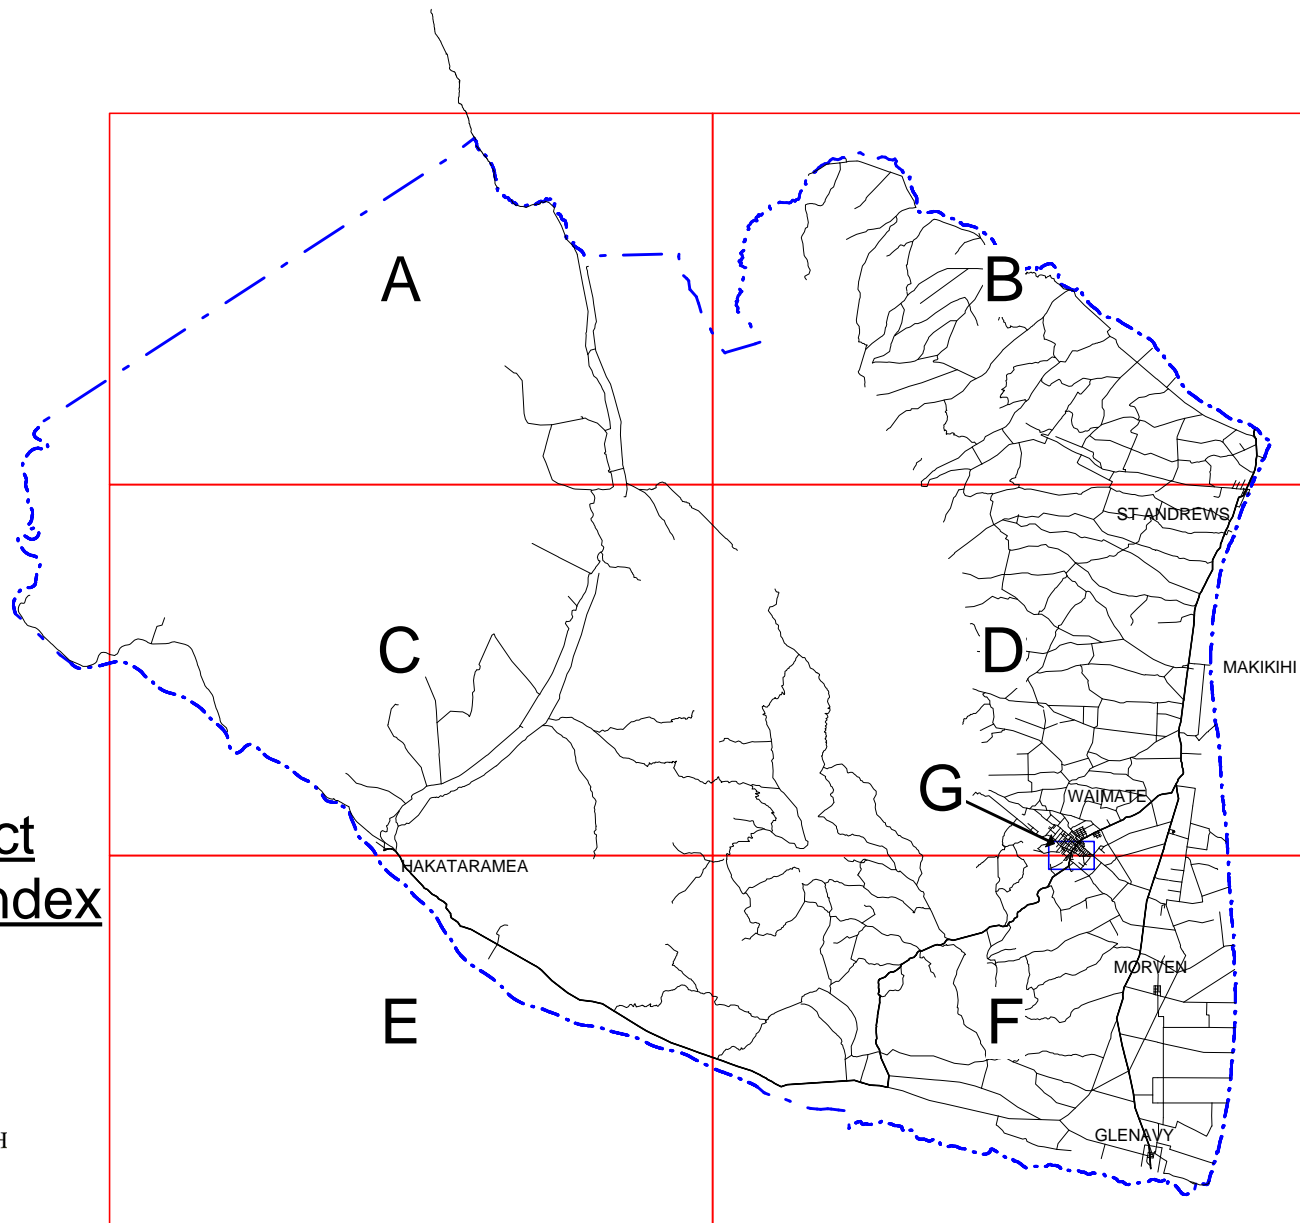 A
B
ST ANDREWS
C
D
MAKIKIHI
G
WAIMATE
ct
ndex
HAKATARAMEA
MORVEN
E
F
H
GLENAVY